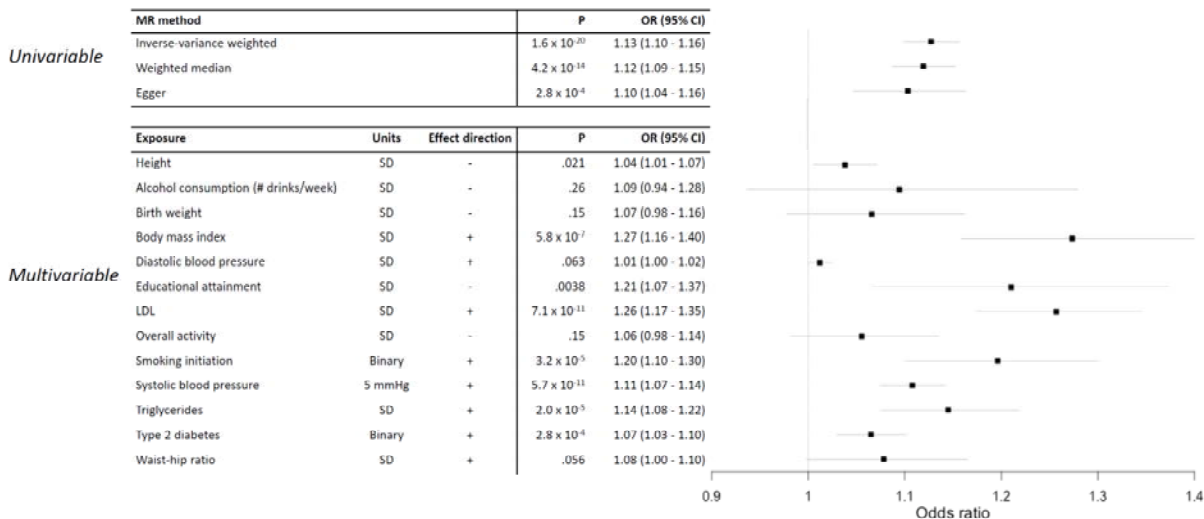 MR method P OR (95% CI)
Univariable
Inverse-variance weighted 1.6 x 10-20 1.13 (1.10 - 1.16)
Weighted median 4.2 x 10-14 1.12 (1.09 - 1.15)
Egger 2.8 x 10-4 1.10 (1.04 - 1.16)
Exposure Units Effect direction P OR (95% CI)
Height SD - .021 1.04 (1.01 - 1.07)
Alcohol consumption (# drinks/week) SD - .26 1.09 (0.94 - 1.28)
Birth weight SD - .15 1.07 (0.98 - 1.16)
Body mass index SD + 5.8 x 10-7 1.27 (1.16 - 1.40)
Diastolic blood pressure SD + .063 1.01 (1.00 - 1.02)
Multivariable
Educational attainment SD - .0038 1.21 (1.07 - 1.37)
LDL SD + 7.1 x 10-11 1.26 (1.17 - 1.35)
Overall activity SD - .15 1.06 (0.98 - 1.14)
Smoking initiation Binary + 3.2 x 10-5 1.20 (1.10 - 1.30)
Systolic blood pressure 5 mmHg + 5.7 x 10-11 1.11 (1.07 - 1.14)
Triglycerides SD + 2.0 x 10-5 1.14 (1.08 - 1.22)
Type 2 diabetes Binary + 2.8 x 10-4 1.07 (1.03 - 1.10)
Waist-hip ratio SD + .056 1.08 (1.00 - 1.10)
0.9 1 1.1 1.2 1.3 1.4
Odds ratio